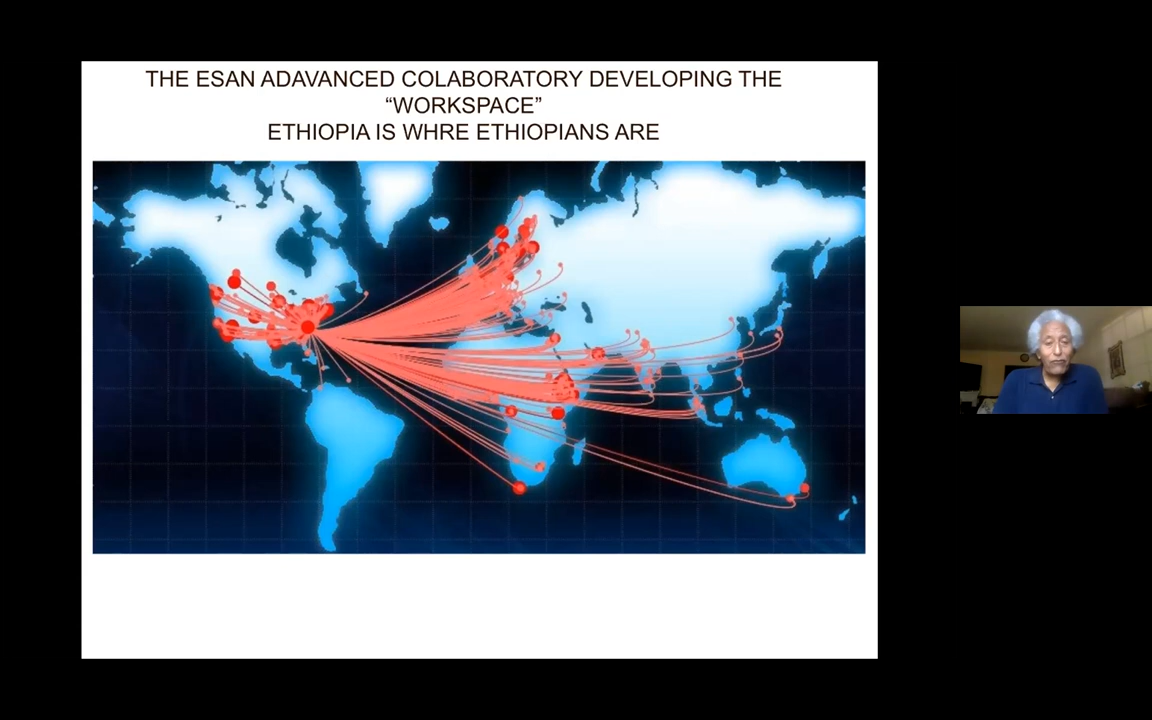 THE ESAN ADAVANCED COLABORATORY DEVELOPING THE
“WORKSPACE”
ETHIOPIA IS WHRE ETHIOPIANS ARE